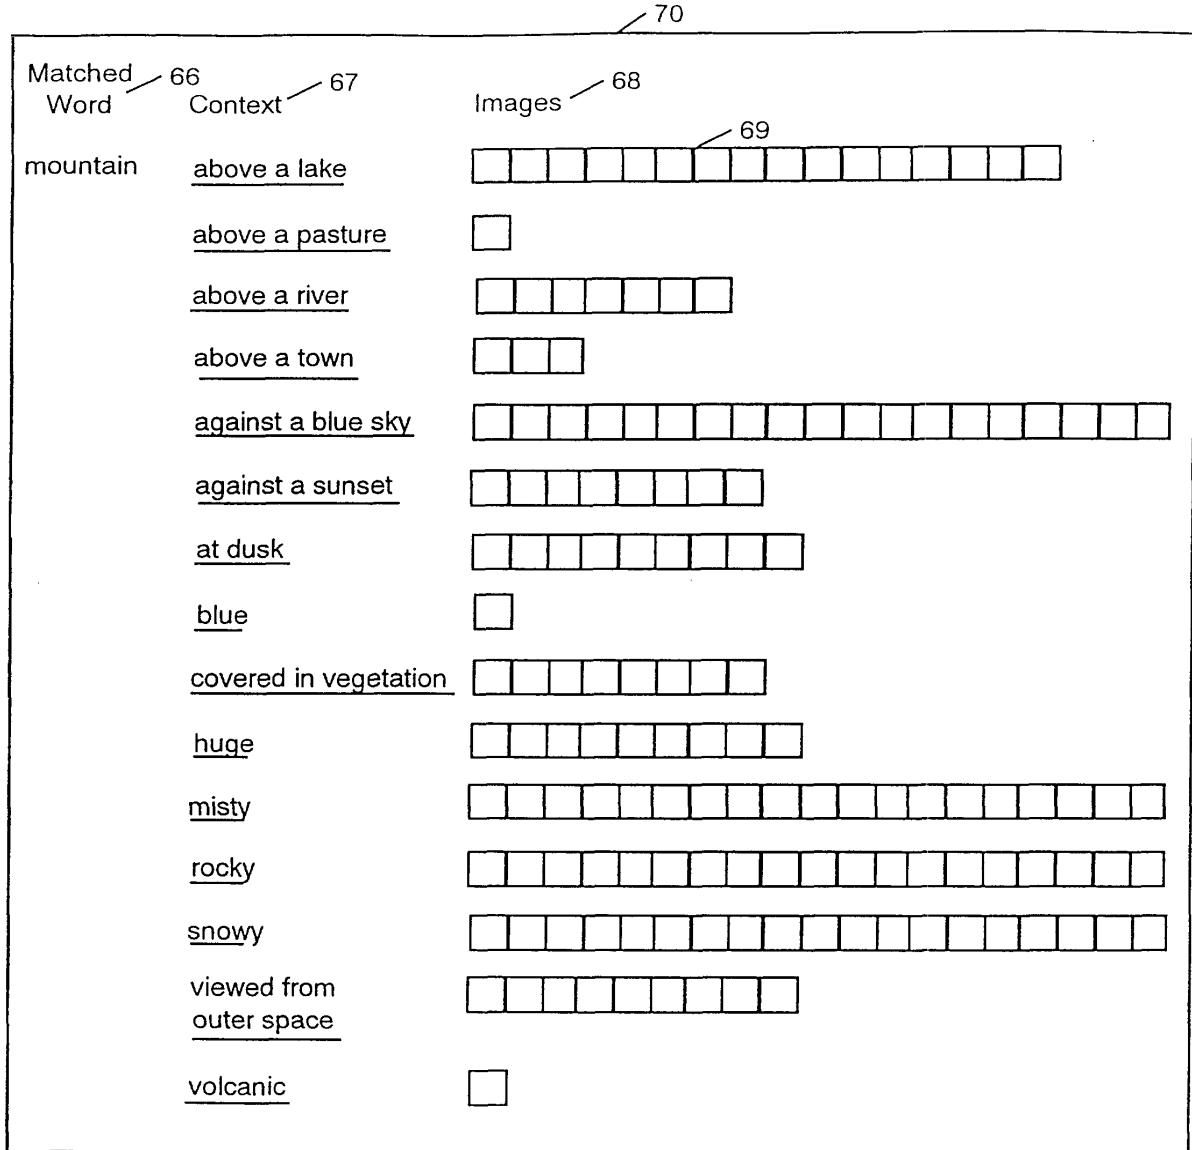 70
Matched
Word
66
Context
67
Images
68
69
mountain
above a lake
above a pasture
above a river
above a town
against a blue sky
against a sunset
at dusk
blue
covered in vegetation
huge
misty
rocky
snowy
viewed from
outer space
volcanic